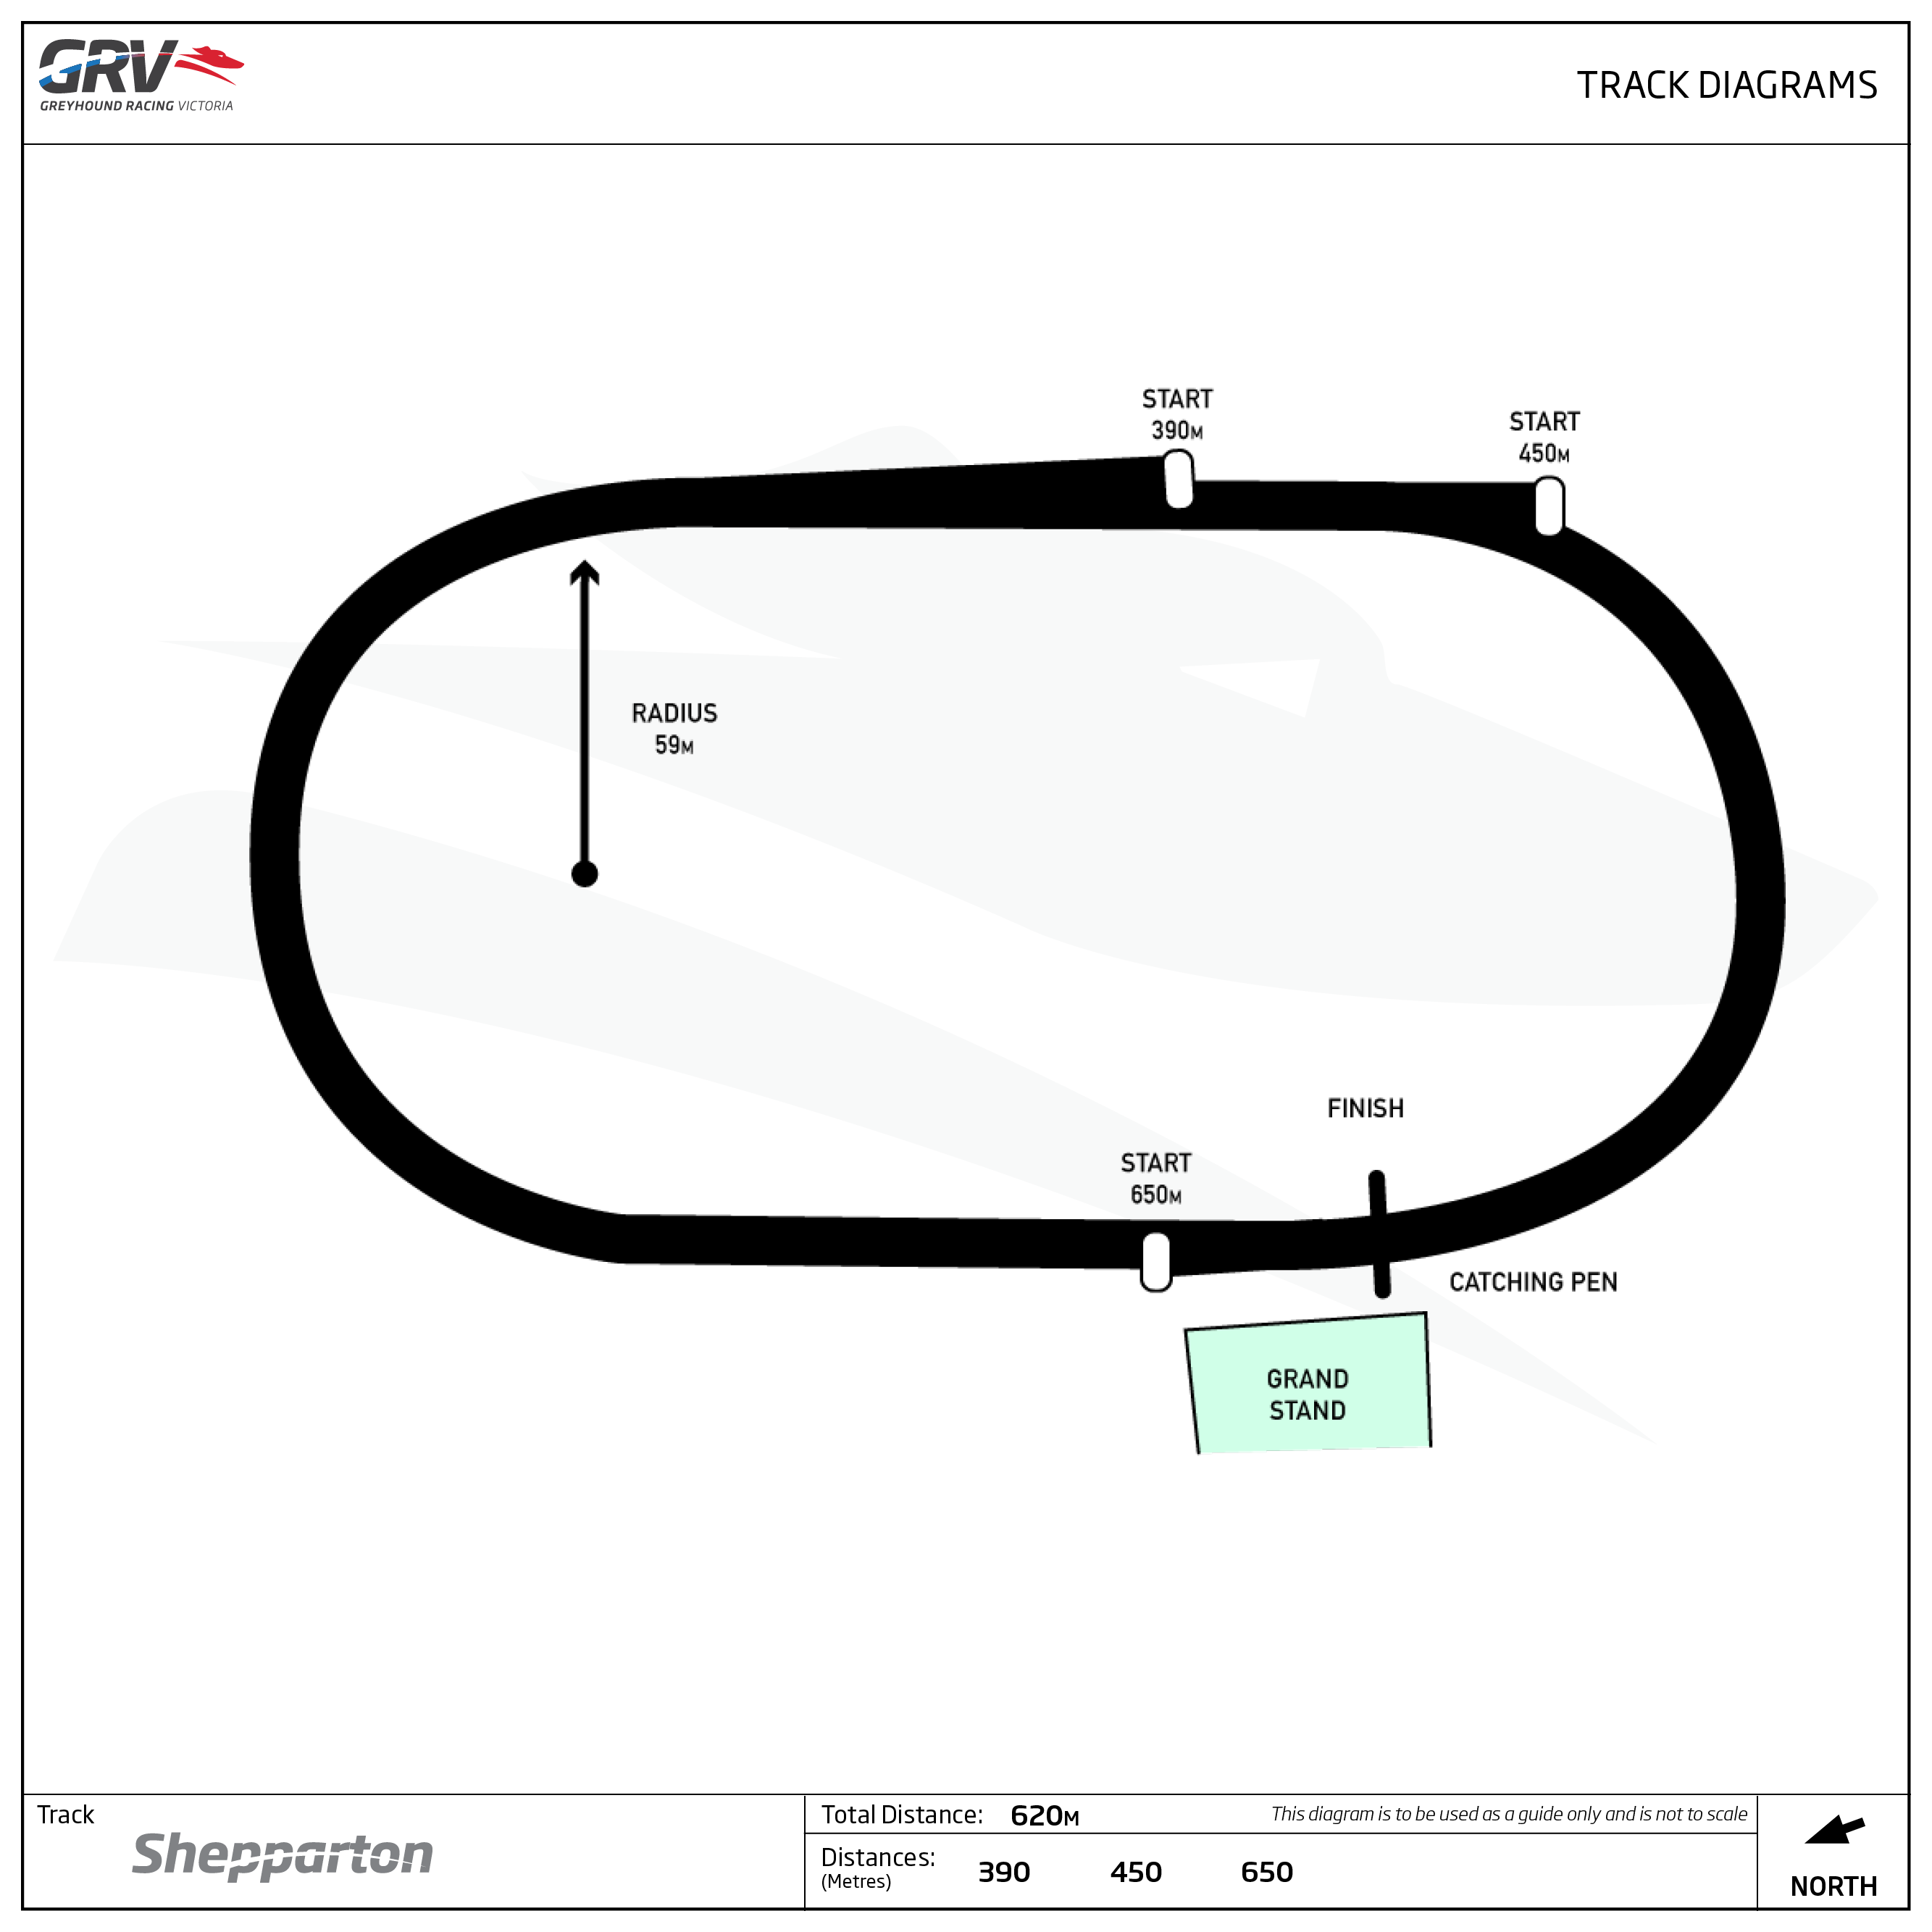 GRV
GREYHOUND RACING VICTORIA
TRACK DIAGRAMS
START
390M
START
450M
RADIUS
59M
FINISH
START
650M
CATCHING PEN
GRAND
STAND
Track
Shepparton
Total Distance: 620M
This diagram is to be used as a guide only and is not to scale
Distances: 390 450 650
(Metres)
NORTH